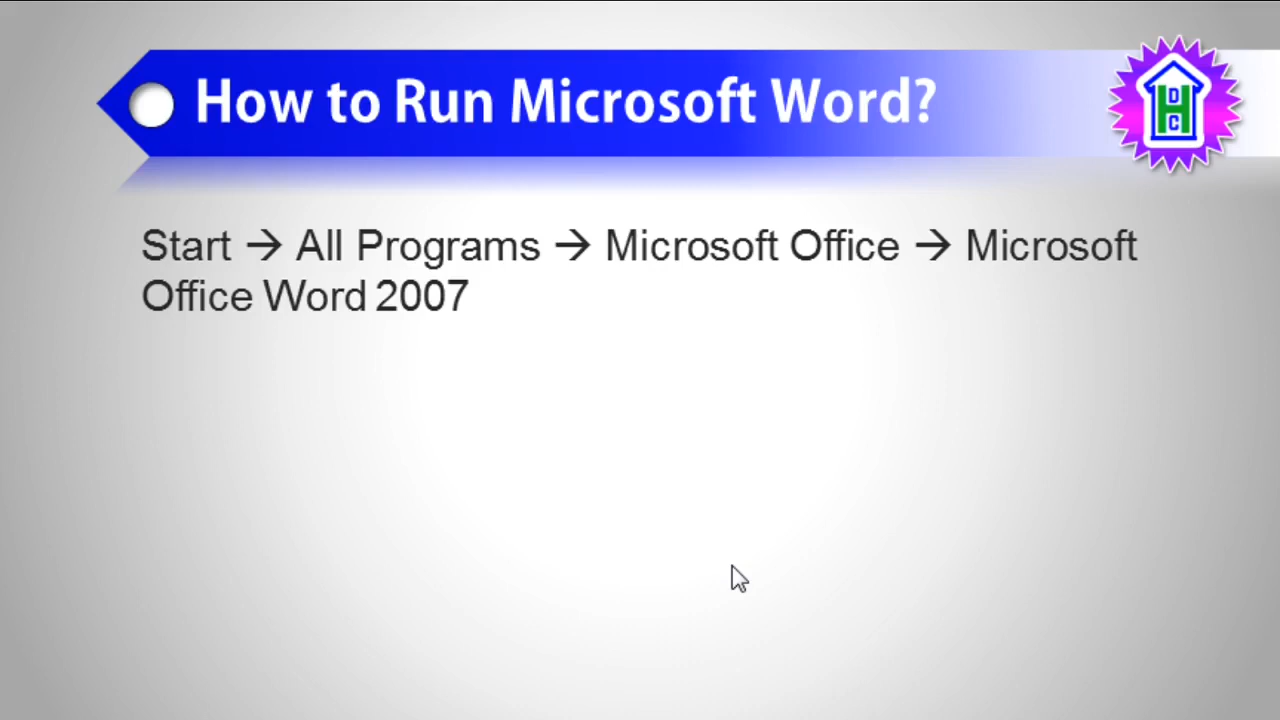 How to Run Microsoft Word?
D
H
C
Start → All Programs → Microsoft Office → Microsoft
Office Word 2007